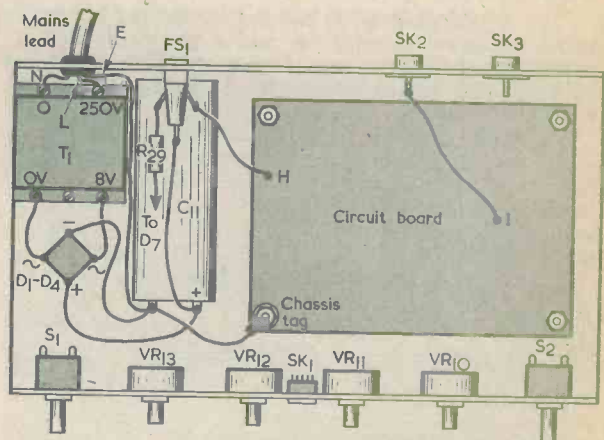 Mains
lead
E
FS1
SK2
SK3
N
O
250V
L
T1
0V
8V
R29
To
D7
C11
H
Circuit board
I
−
~
~
D1-D4
+
+
Chassis
tag
S1
VR13
VR12
SK1
VR11
VR10
S2